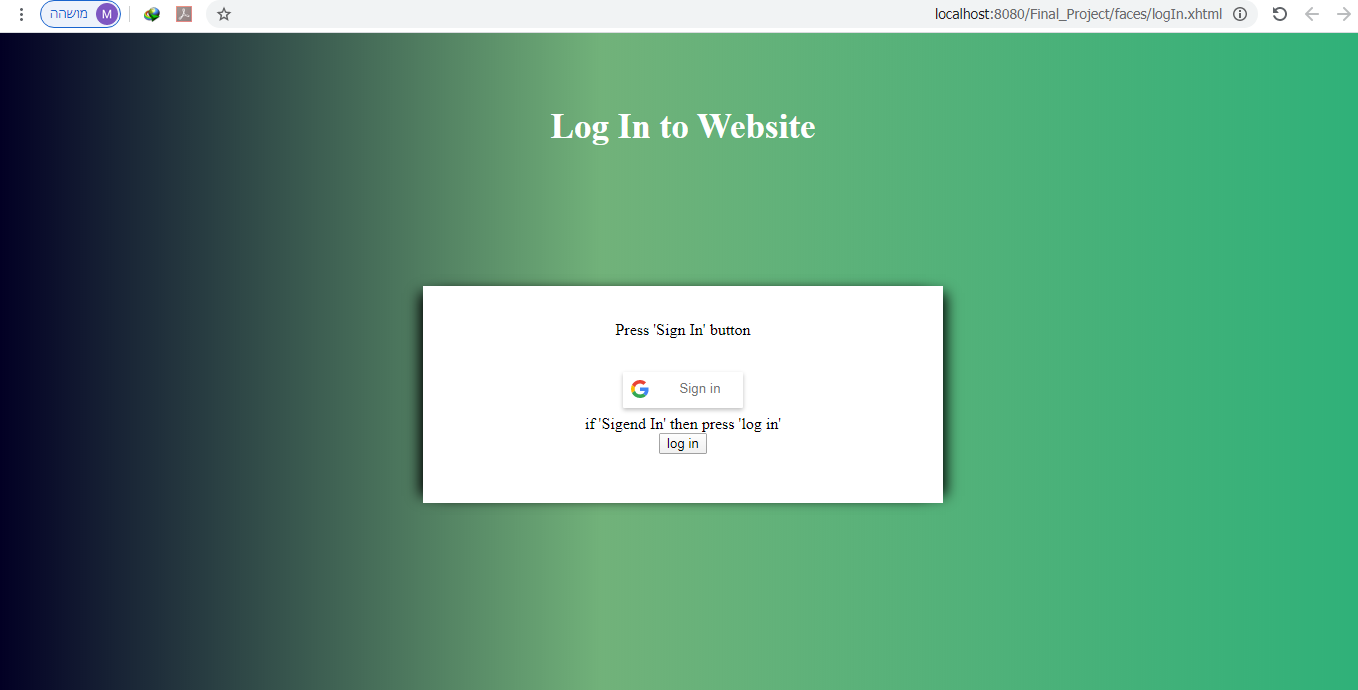 מושהה
M
localhost:8080/Final_Project/faces/logIn.xhtml
Log In to Website
Press 'Sign In' button
Sign in
if 'Sigend In' then press 'log in'
log in